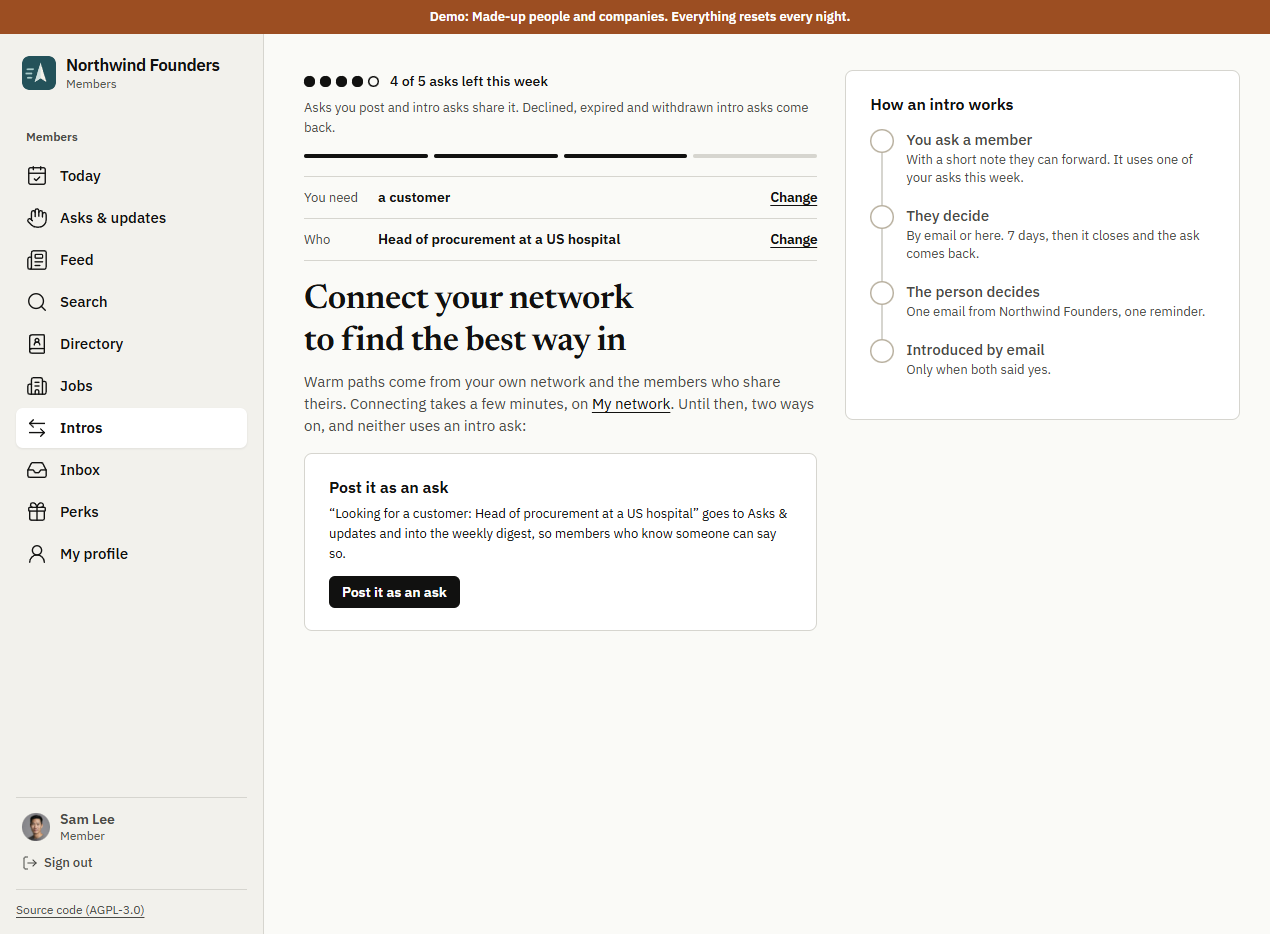 Demo: Made-up people and companies. Everything resets every night.
Northwind Founders
Members
Members
Today
Asks & updates
Feed
Search
Directory
Jobs
Intros
Inbox
Perks
My profile
Sam Lee
Member
Sign out
Source code (AGPL-3.0)
4 of 5 asks left this week
Asks you post and intro asks share it. Declined, expired and withdrawn intro asks come
back.
You need a customer Change
Who Head of procurement at a US hospital Change
Connect your network
to find the best way in
Warm paths come from your own network and the members who share
theirs. Connecting takes a few minutes, on My network. Until then, two ways
on, and neither uses an intro ask:
Post it as an ask
“Looking for a customer: Head of procurement at a US hospital” goes to Asks &
updates and into the weekly digest, so members who know someone can say
so.
Post it as an ask
How an intro works
You ask a member
With a short note they can forward. It uses one of
your asks this week.
They decide
By email or here. 7 days, then it closes and the ask
comes back.
The person decides
One email from Northwind Founders, one reminder.
Introduced by email
Only when both said yes.